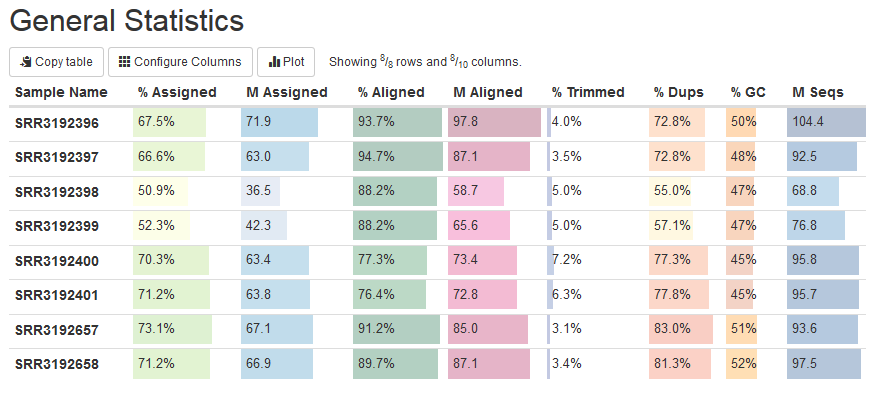 General Statistics
Copy table Configure Columns Plot Showing 8/8 rows and 8/10 columns.
Sample Name % Assigned M Assigned % Aligned M Aligned % Trimmed % Dups % GC M Seqs
SRR3192396 67.5% 71.9 93.7% 97.8 4.0% 72.8% 50% 104.4
SRR3192397 66.6% 63.0 94.7% 87.1 3.5% 72.8% 48% 92.5
SRR3192398 50.9% 36.5 88.2% 58.7 5.0% 55.0% 47% 68.8
SRR3192399 52.3% 42.3 88.2% 65.6 5.0% 57.1% 47% 76.8
SRR3192400 70.3% 63.4 77.3% 73.4 7.2% 77.3% 45% 95.8
SRR3192401 71.2% 63.8 76.4% 72.8 6.3% 77.8% 45% 95.7
SRR3192657 73.1% 67.1 91.2% 85.0 3.1% 83.0% 51% 93.6
SRR3192658 71.2% 66.9 89.7% 87.1 3.4% 81.3% 52% 97.5